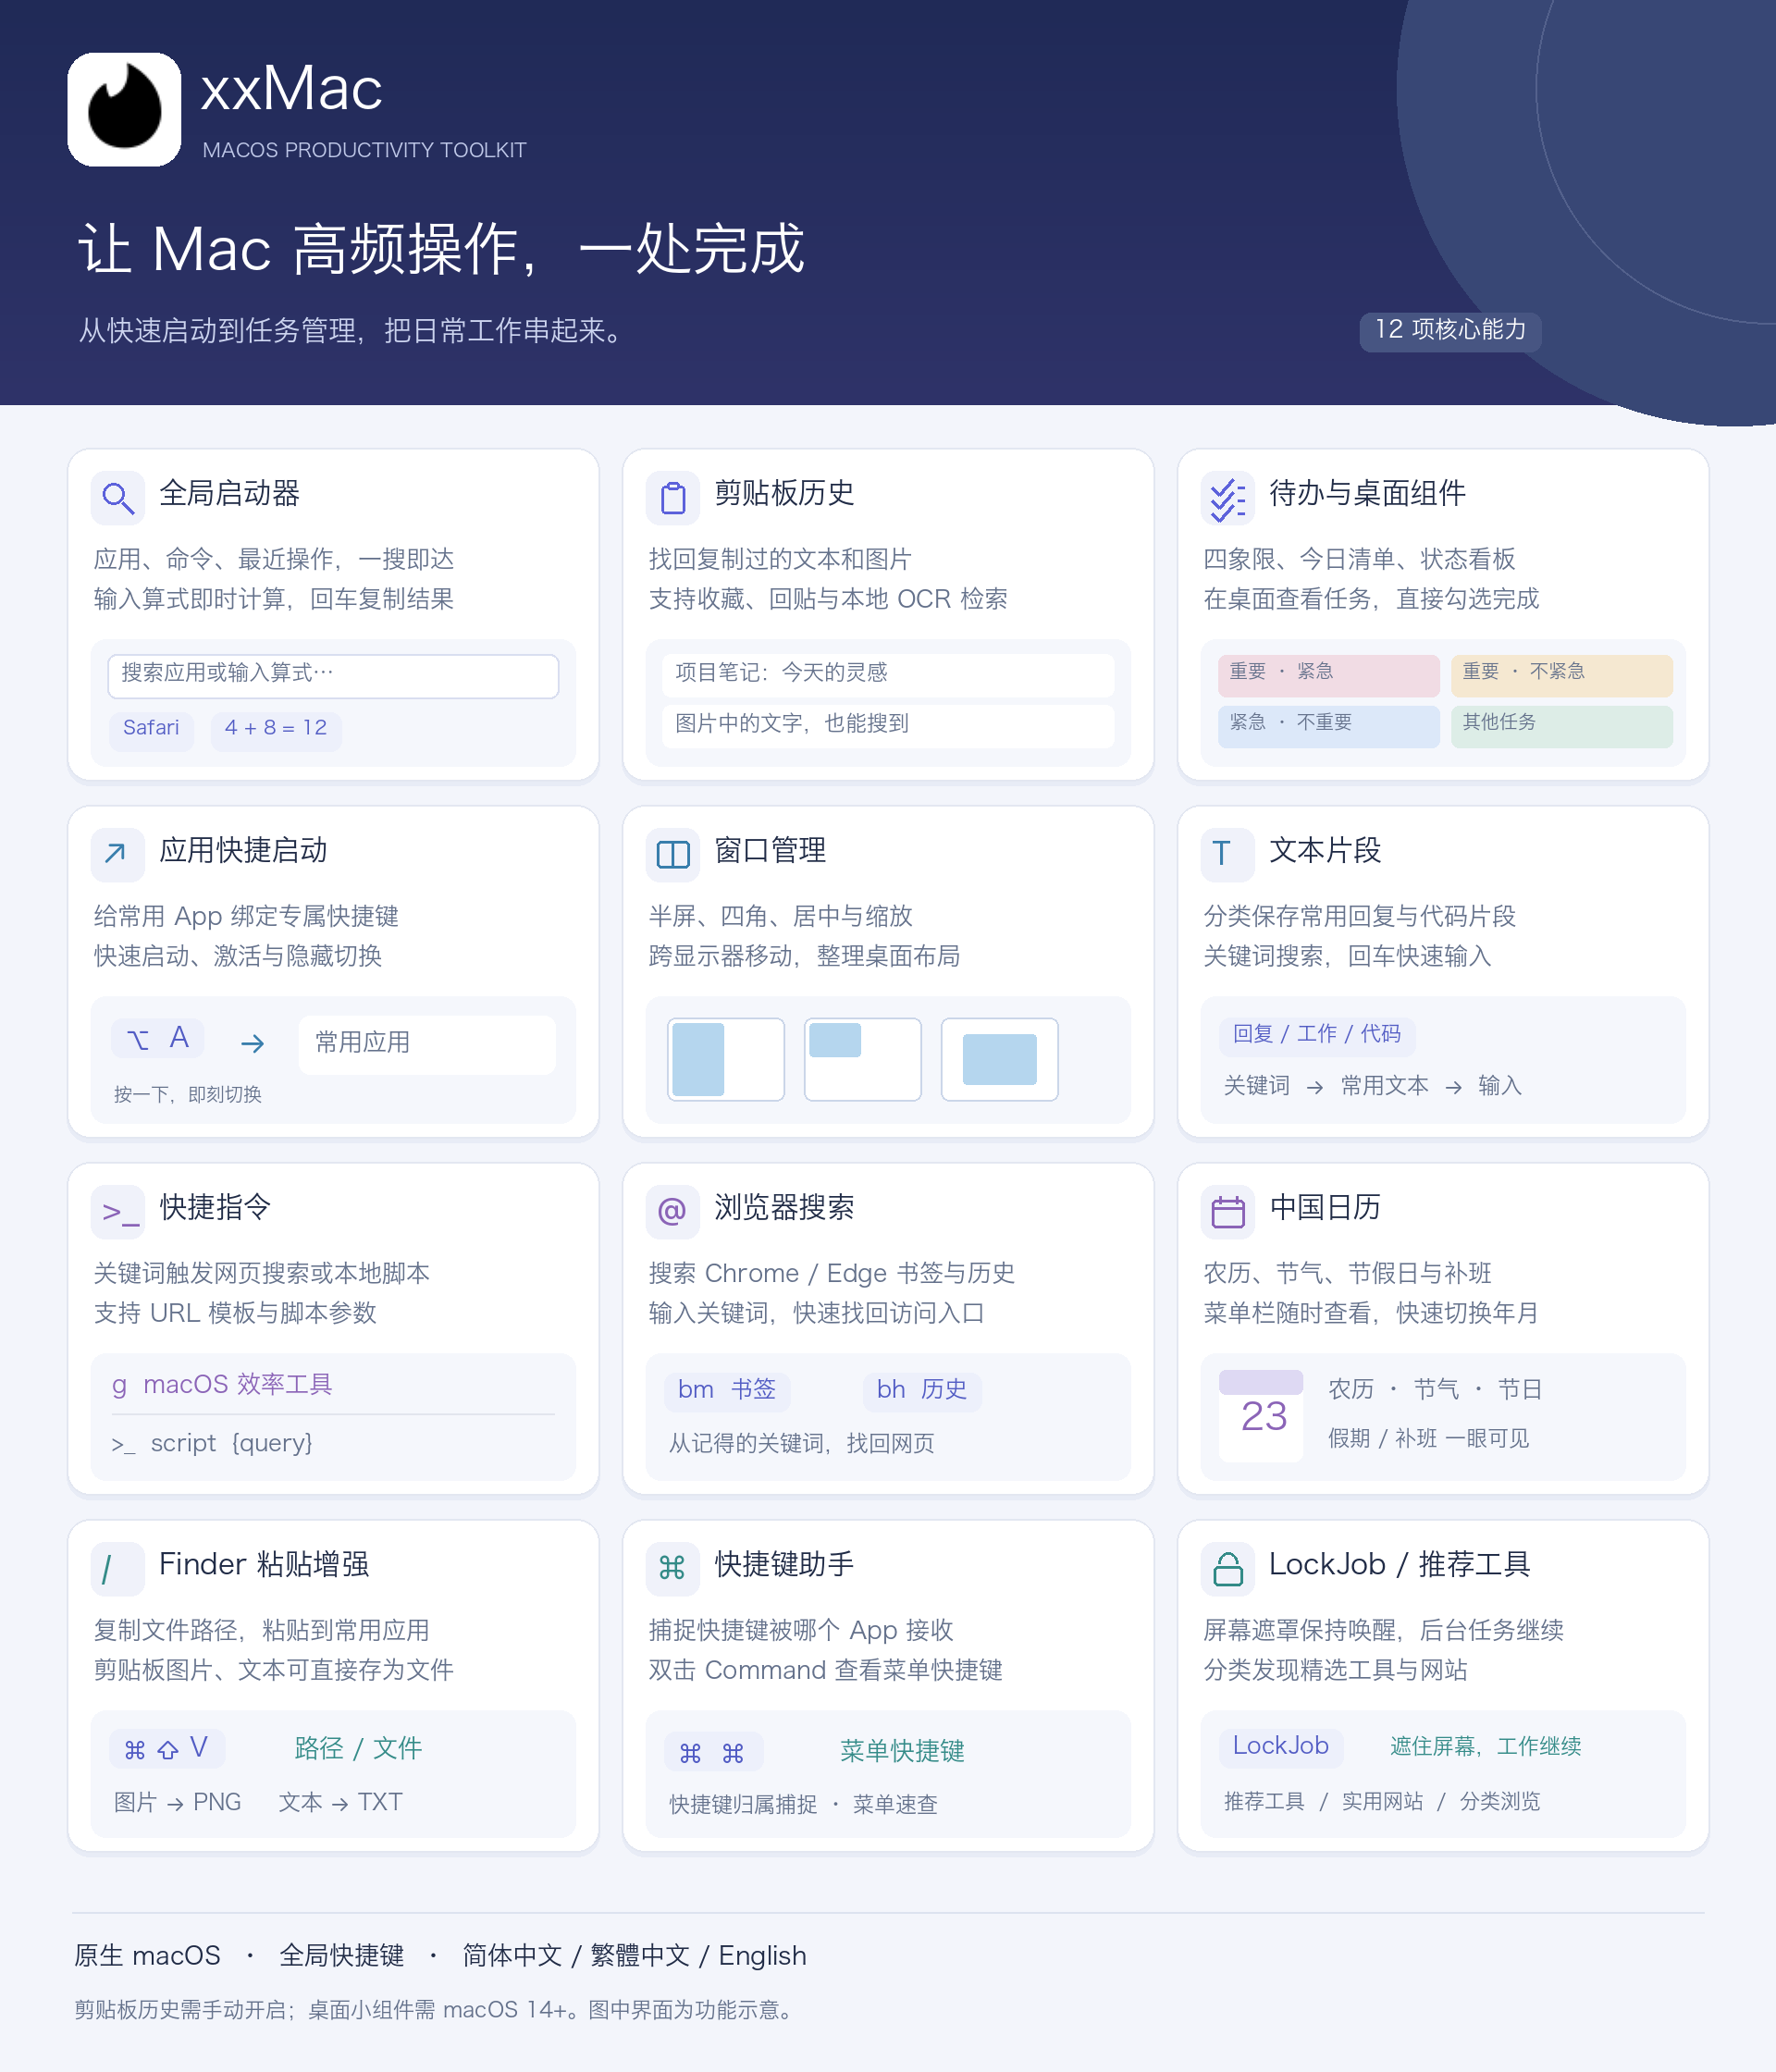 xxMac
MACOS PRODUCTIVITY TOOLKIT
让 Mac 高频操作，一处完成
从快速启动到任务管理，把日常工作串起来。
12 项核心能力
全局启动器
应用、命令、最近操作，一搜即达
输入算式即时计算，回车复制结果
搜索应用或输入算式…
Safari
4 + 8 = 12
剪贴板历史
找回复制过的文本和图片
支持收藏、回贴与本地 OCR 检索
项目笔记：今天的灵感
图片中的文字，也能搜到
待办与桌面组件
四象限、今日清单、状态看板
在桌面查看任务，直接勾选完成
重要 · 紧急
重要 · 不紧急
紧急 · 不重要
其他任务
应用快捷启动
给常用 App 绑定专属快捷键
快速启动、激活与隐藏切换
⌥ A → 常用应用
按一下，即刻切换
窗口管理
半屏、四角、居中与缩放
跨显示器移动，整理桌面布局
T 文本片段
分类保存常用回复与代码片段
关键词搜索，回车快速输入
回复 / 工作 / 代码
关键词 → 常用文本 → 输入
>_ 快捷指令
关键词触发网页搜索或本地脚本
支持 URL 模板与脚本参数
g macOS 效率工具
>_ script {query}
@ 浏览器搜索
搜索 Chrome / Edge 书签与历史
输入关键词，快速找回访问入口
bm 书签
bh 历史
从记得的关键词，找回网页
中国日历
农历、节气、节假日与补班
菜单栏随时查看，快速切换年月
23
农历 · 节气 · 节日
假期 / 补班 一眼可见
/ Finder 粘贴增强
复制文件路径，粘贴到常用应用
剪贴板图片、文本可直接存为文件
⌘ ⇧ V 路径 / 文件
图片 → PNG 文本 → TXT
⌘ 快捷键助手
捕捉快捷键被哪个 App 接收
双击 Command 查看菜单快捷键
⌘ ⌘ 菜单快捷键
快捷键归属捕捉 · 菜单速查
LockJob / 推荐工具
屏幕遮罩保持唤醒，后台任务继续
分类发现精选工具与网站
LockJob 遮住屏幕，工作继续
推荐工具 / 实用网站 / 分类浏览
原生 macOS · 全局快捷键 · 简体中文 / 繁體中文 / English
剪贴板历史需手动开启；桌面小组件需 macOS 14+。图中界面为功能示意。